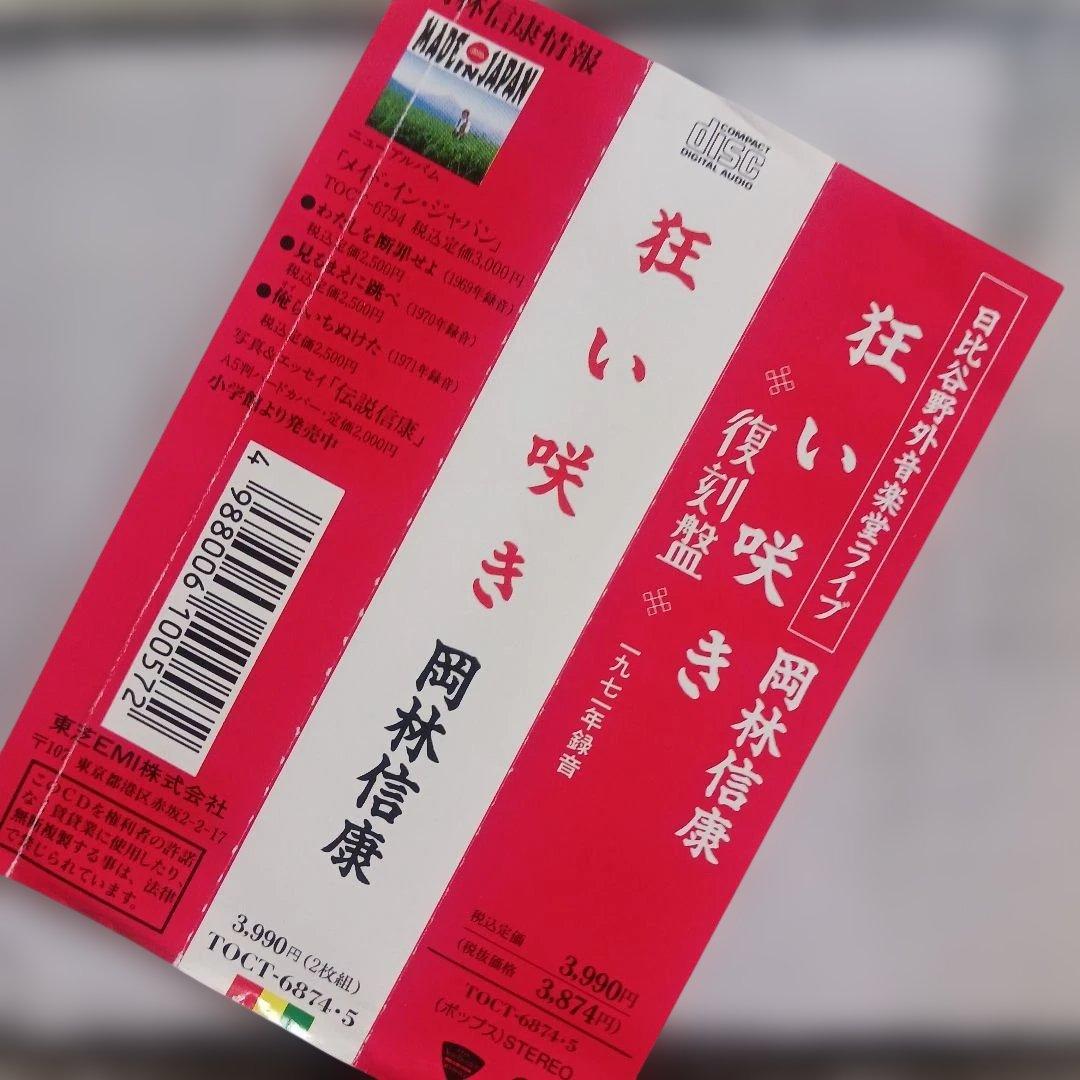 林信康情報
MADE IN JAPAN
ニューアルバム
「メイド・イン・ジャパン」
TOCT-6794 税込定価3,000円
●わたしを断罪せよ(1969年録音)
税込定価2,500円
●見るまえに跳べ(1970年録音)
税込定価2,500円
●俺らいちぬけた(1971年録音)
税込定価2,500円
写真&エッセイ「伝説信康」
A5判ハードカバー・定価2,000円
小学館より発売中
4 988006 100572
東芝EMI株式会社
東京都港区赤坂2-2-17
このCDを権利者の許諾
なく賃貸業に使用したり、
無断複製する事は、法律
で禁じられています。
COMPACT
disc
DIGITAL AUDIO
狂い咲き
岡林信康
3,990円(2枚組)
TOCT-6874・5
日比谷野外音楽堂ライブ
狂い咲き
岡林信康
復刻盤
一九七一年録音
税込定価 3,990円
(税抜価格 3,874円)
TOCT-6874・5
(ポップス)STEREO